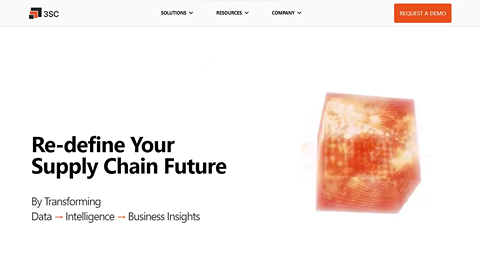 3SC
SOLUTIONS
RESOURCES
COMPANY
REQUEST A DEMO
Re-define Your
Supply Chain Future
By Transforming
Data → Intelligence → Business Insights